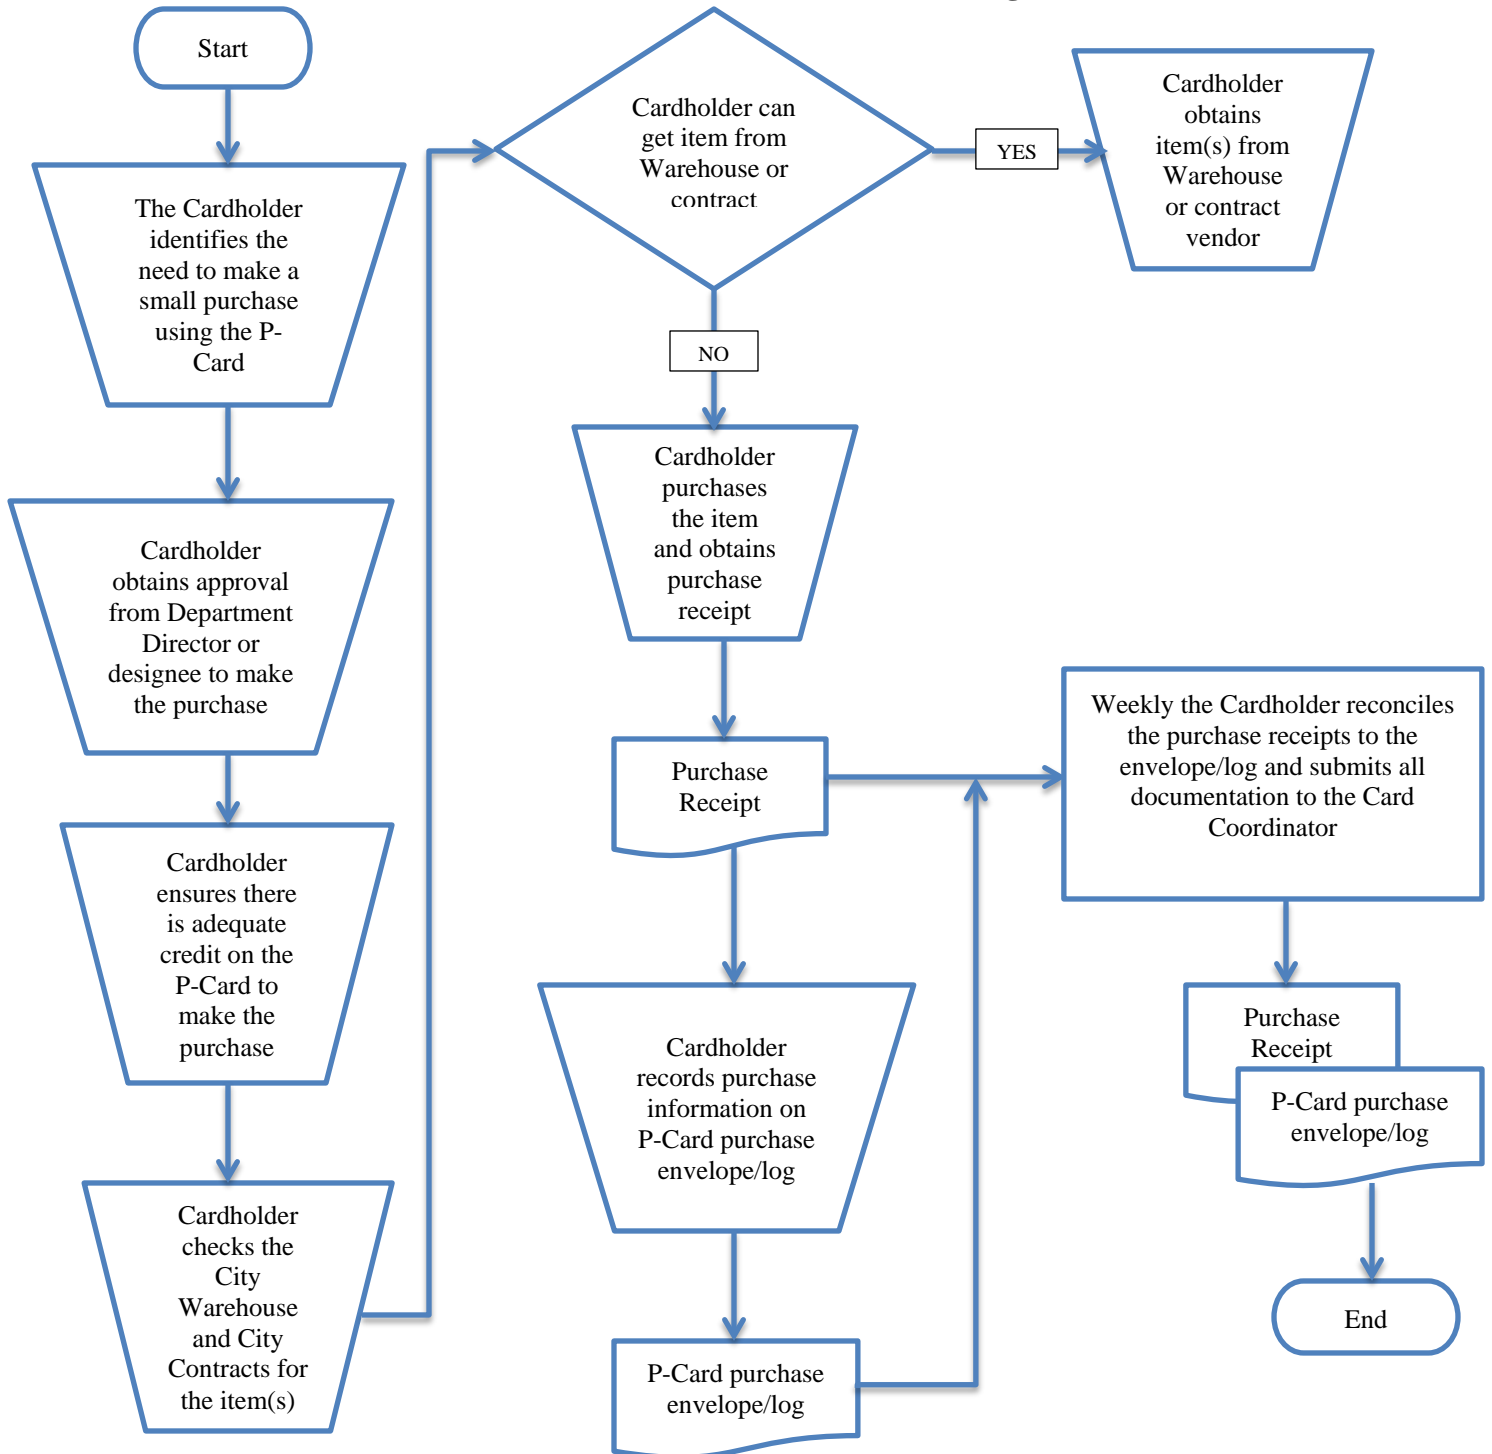 Start
The Cardholder
identifies the
need to make a
small purchase
using the P-
Card
Cardholder
obtains approval
from Department
Director or
designee to make
the purchase
Cardholder
ensures there
is adequate
credit on the
P-Card to
make the
purchase
Cardholder
checks the
City
Warehouse
and City
Contracts for
the item(s)
Cardholder can
get item from
Warehouse or
contract
YES
Cardholder
obtains
item(s) from
Warehouse
or contract
vendor
NO
Cardholder
purchases
the item
and obtains
purchase
receipt
Purchase
Receipt
Cardholder
records purchase
information on
P-Card purchase
envelope/log
P-Card purchase
envelope/log
Weekly the Cardholder reconciles
the purchase receipts to the
envelope/log and submits all
documentation to the Card
Coordinator
Purchase
Receipt
P-Card purchase
envelope/log
End